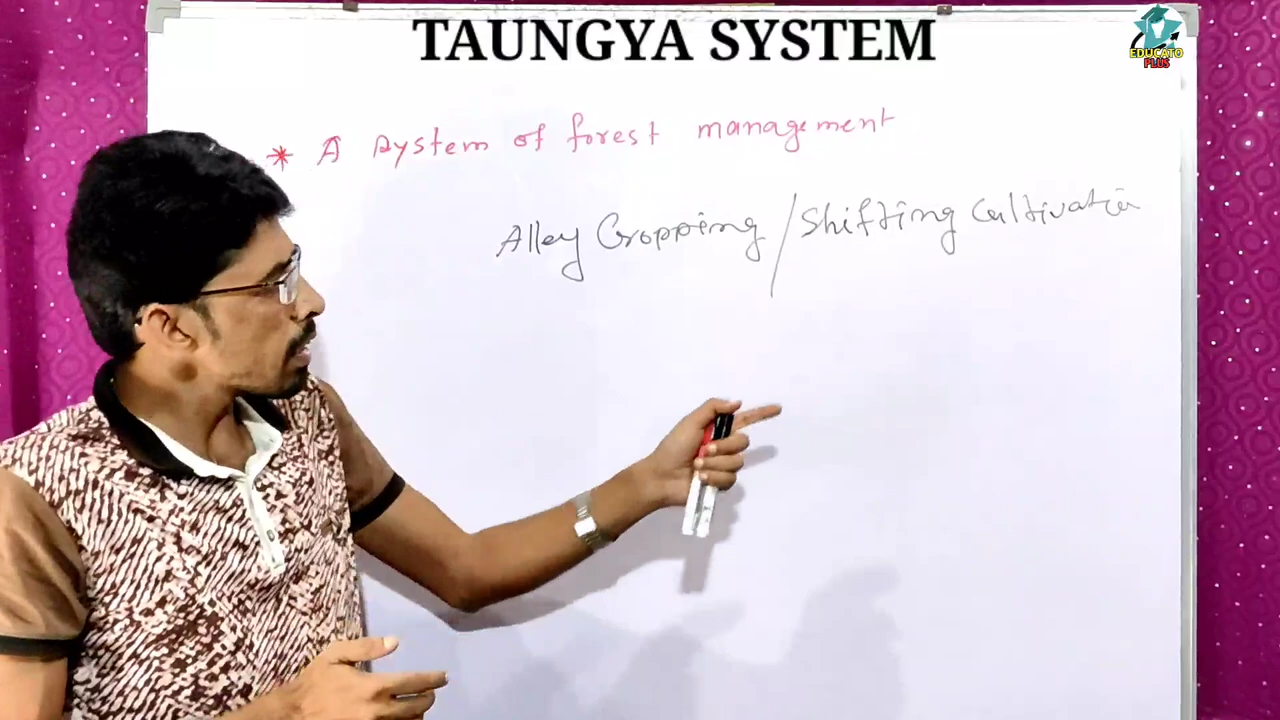 TAUNGYA SYSTEM
EDUCATO
PLUS
* A system of forest management
Alley Cropping / Shifting Cultivation